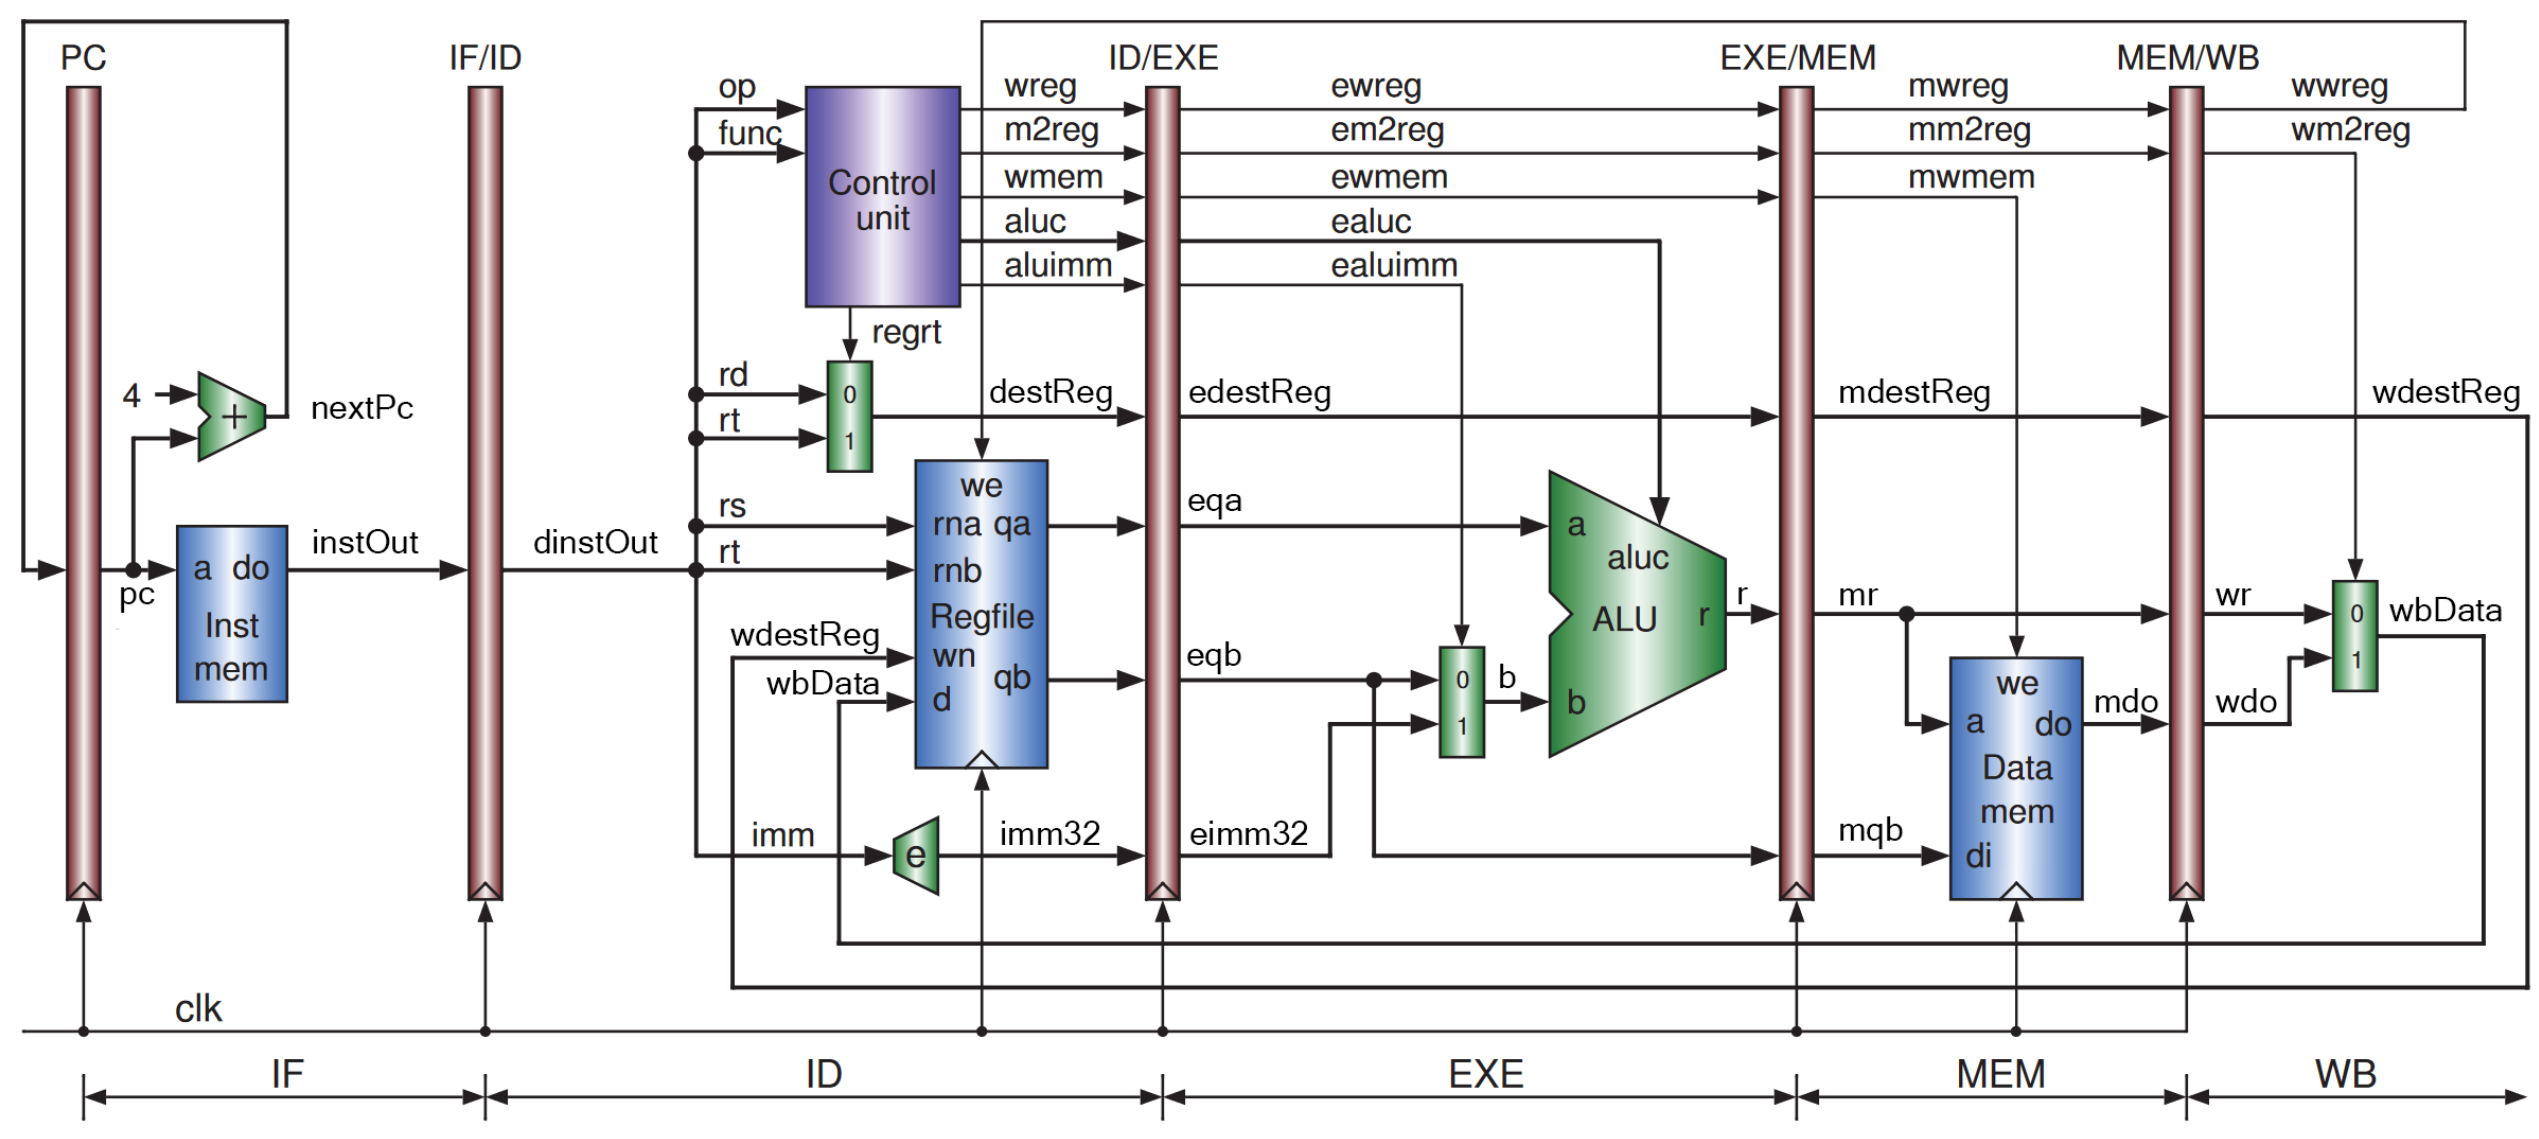 PC
IF/ID
ID/EXE
EXE/MEM
MEM/WB
op
func
Control
unit
wreg
m2reg
wmem
aluc
aluimm
regrt
ewreg
em2reg
ewmem
ealuc
ealuimm
mwreg
mm2reg
mwmem
wwreg
wm2reg
4
+
nextPc
pc
a do
Inst
mem
instOut
dinstOut
rd
rt
0
1
destReg
edestReg
mdestReg
wdestReg
rs
rt
wdestReg
wbData
we
rna qa
rnb
Regfile
wn
qb
d
imm
e
imm32
eqa
eqb
eimm32
0
1
b
a
aluc
ALU
r
b
r
mr
mqb
we
a
do
Data
mem
di
mdo
wr
wdo
0
1
wbData
clk
IF
ID
EXE
MEM
WB